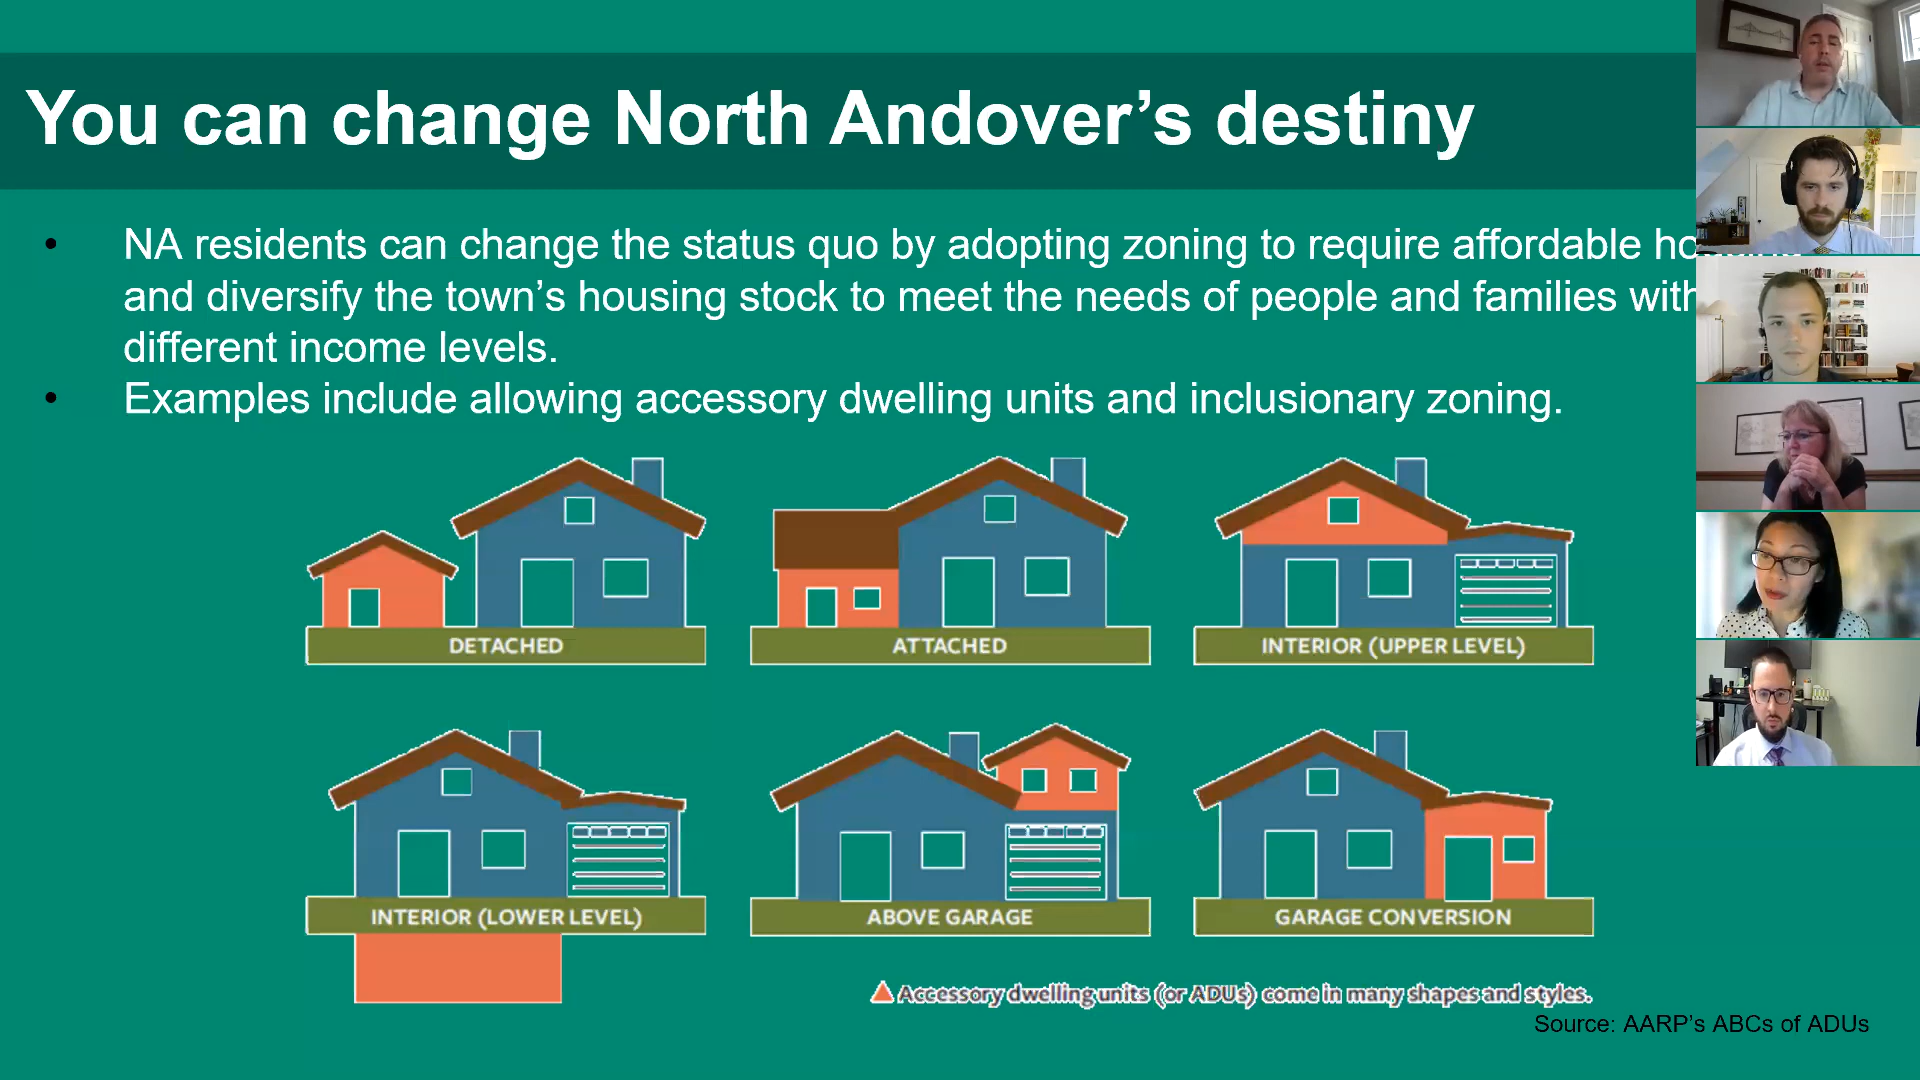 You can change North Andover's destiny
• NA residents can change the status quo by adopting zoning to require affordable
and diversify the town's housing stock to meet the needs of people and families with
different income levels.
• Examples include allowing accessory dwelling units and inclusionary zoning.
DETACHED
ATTACHED
INTERIOR (UPPER LEVEL)
INTERIOR (LOWER LEVEL)
ABOVE GARAGE
GARAGE CONVERSION
Accessory dwelling units (or ADUs) come in many shapes and styles.
Source: AARP's ABCs of ADUs